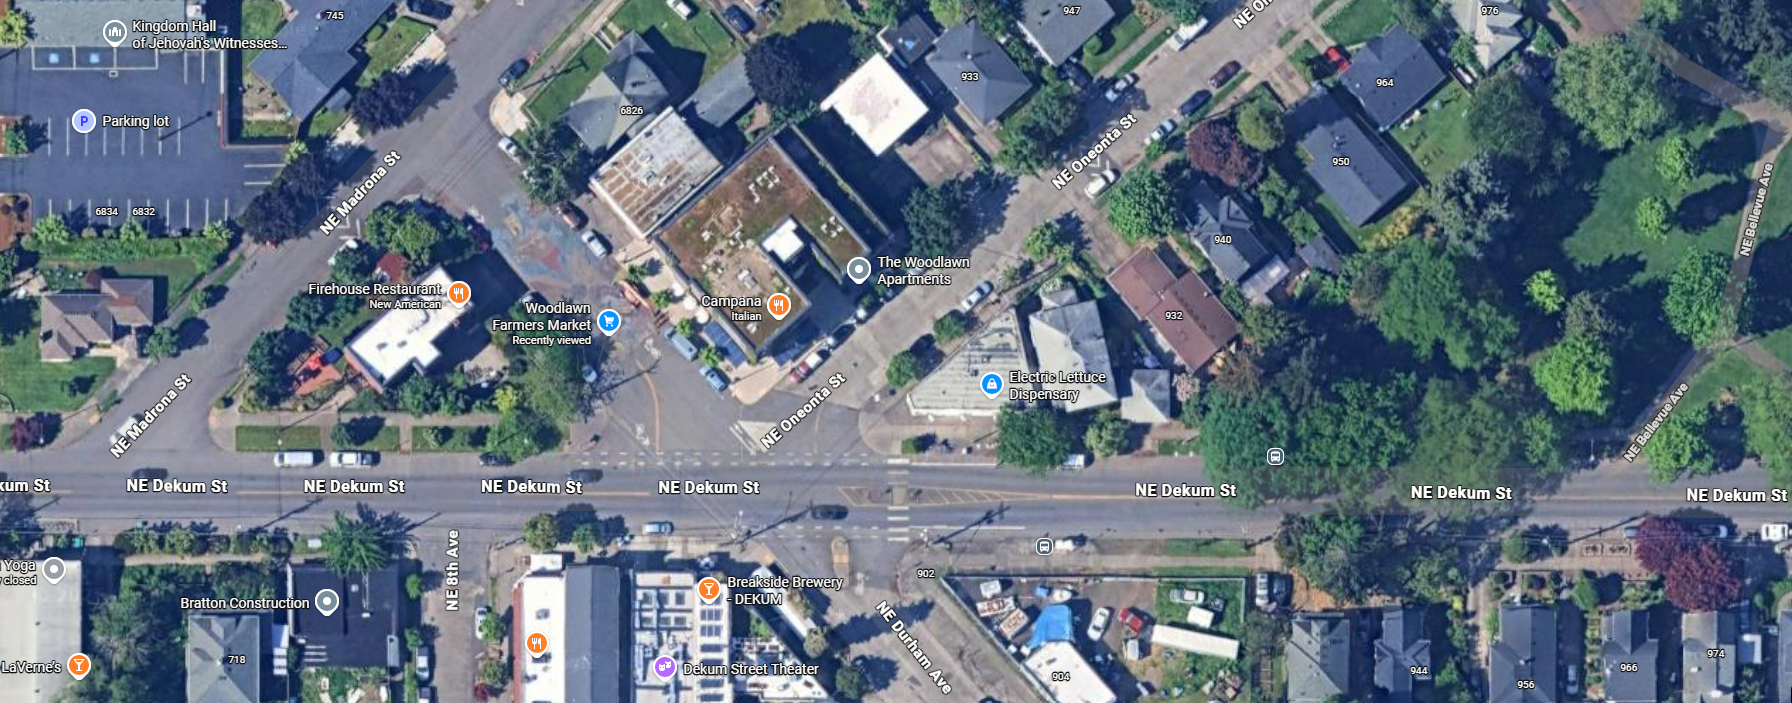 745
947
NE On
976
Kingdom Hall
of Jehovah's Witnesses...
933
964
6826
Parking lot
NE Madrona St
NE Oneonta St
950
NE Bellevue Ave
6834
6832
940
The Woodlawn
Apartments
Firehouse Restaurant
New American
Campana
Italian
Woodlawn
Farmers Market
Recently viewed
932
Electric Lettuce
Dispensary
NE Madrona St
NE Oneonta St
NE Bellevue Ave
kum St
NE Dekum St
NE Dekum St
NE Dekum St
NE Dekum St
NE Dekum St
NE Dekum St
NE Dekum St
NE 8th Ave
Yoga
closed
902
Breakside Brewery
- DEKUM
Bratton Construction
NE Durham Ave
718
LaVerne's
Dekum Street Theater
904
944
956
966
974